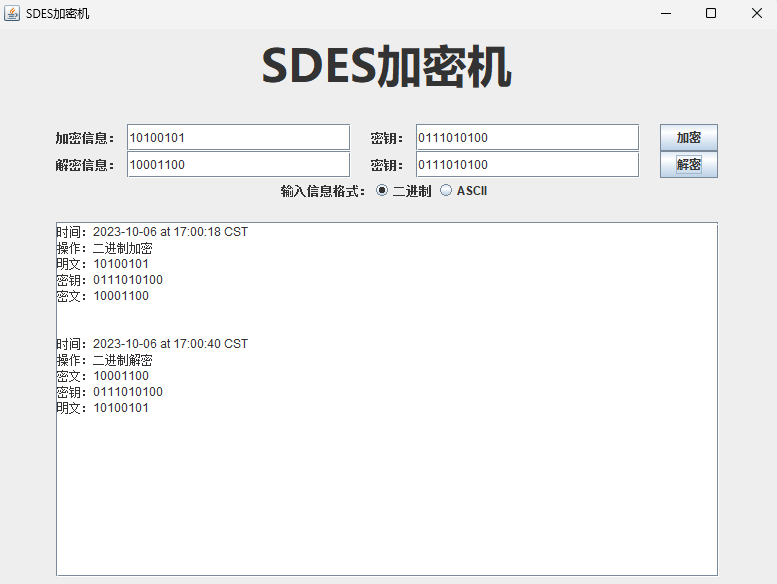 SDES加密机
SDES加密机
加密信息： 10100101 密钥： 0111010100 加密
解密信息： 10001100 密钥： 0111010100 解密
输入信息格式： 二进制 ASCII
时间：2023-10-06 at 17:00:18 CST
操作：二进制加密
明文：10100101
密钥：0111010100
密文：10001100
时间：2023-10-06 at 17:00:40 CST
操作：二进制解密
密文：10001100
密钥：0111010100
明文：10100101